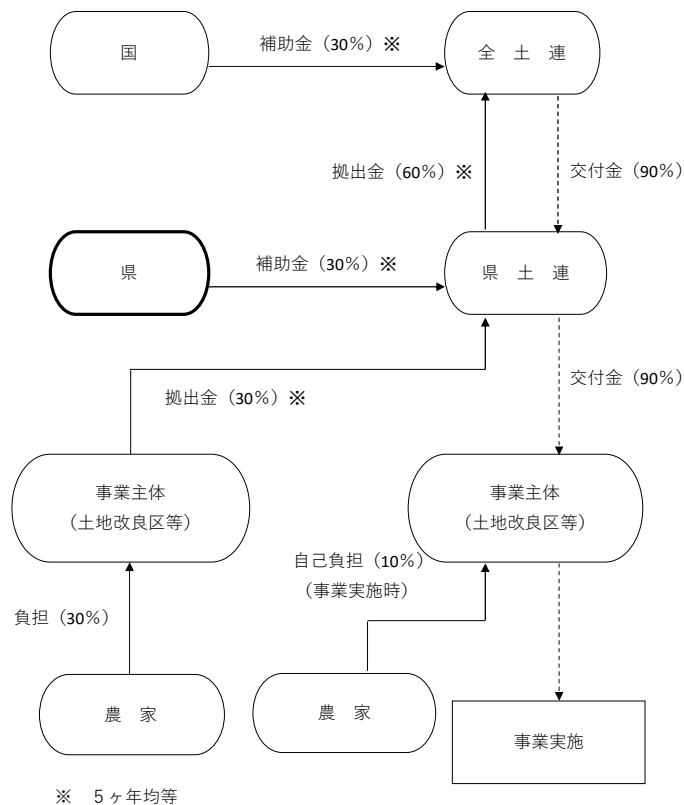 国
補助金（30％）※
全 土 連
拠出金（60％）※
交付金（90％）
県
補助金（30％）※
県 土 連
拠出金（30％）※
交付金（90％）
事業主体
（土地改良区等）
事業主体
（土地改良区等）
自己負担（10％）
（事業実施時）
負担（30％）
農 家
農 家
事業実施
※ ５ヶ年均等